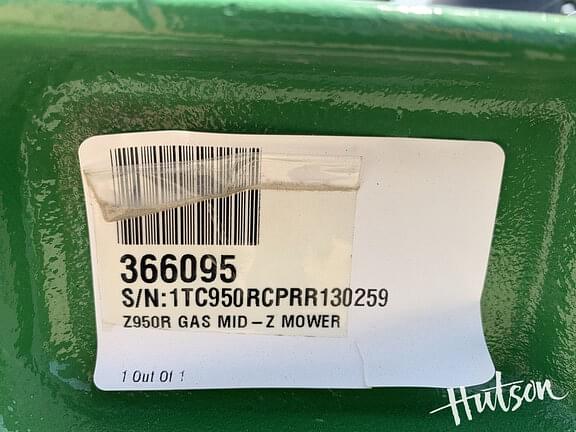 366095
S/N:1TC950RCPRR130259
Z950R GAS MID-Z MOWER
1 Out Of 1
Hutson